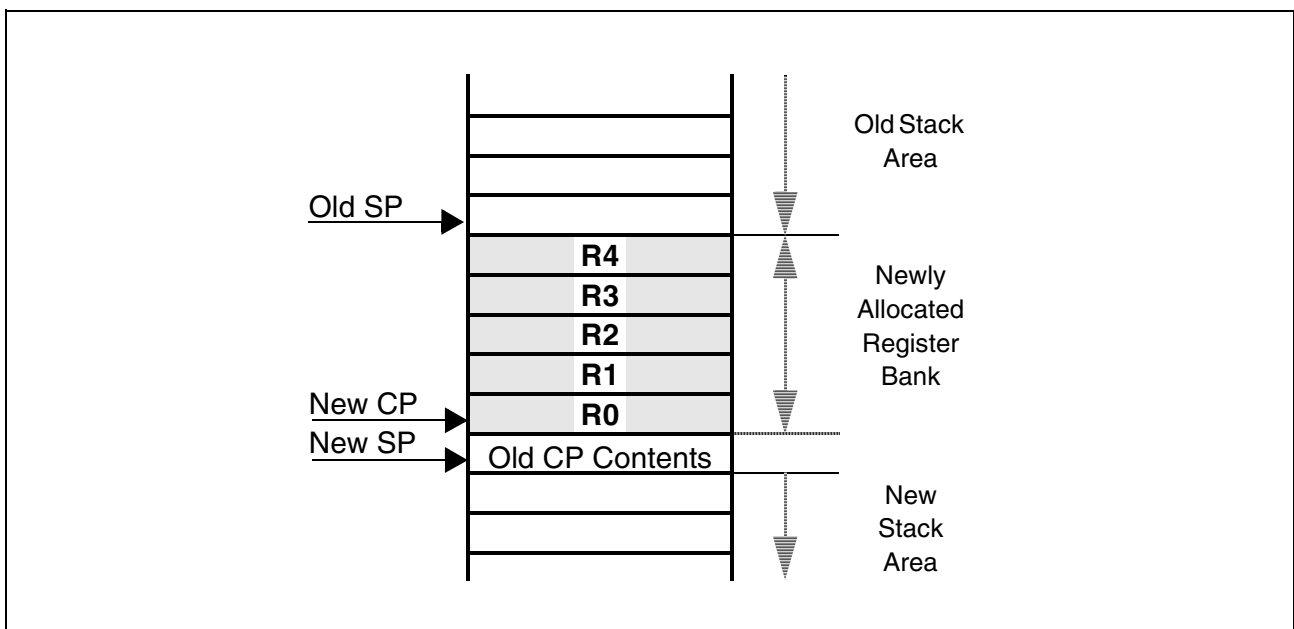 Old Stack
Area
Old SP
R4
R3
R2
R1
R0
Newly
Allocated
Register
Bank
New CP
New SP
Old CP Contents
New
Stack
Area